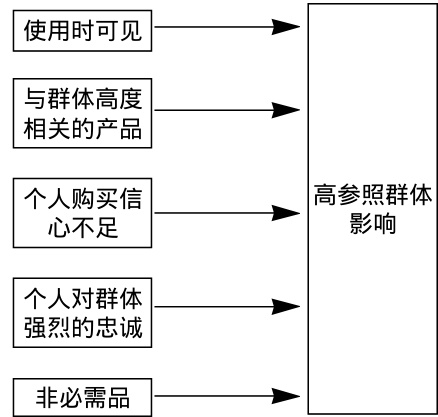 使用时可见
与群体高度
相关的产品
个人购买信
心不足
个人对群体
强烈的忠诚
非必需品
高参照群体
影响